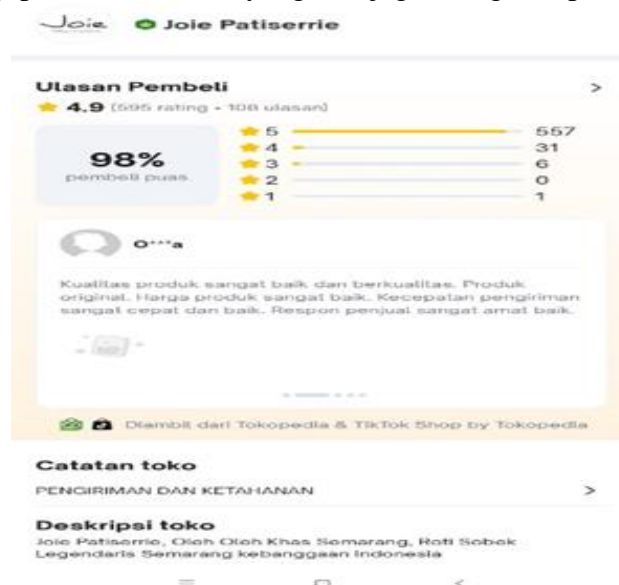 Joie
Joie Patiserrie
Ulasan Pembeli
4.9 (595 rating • 108 ulasan)
98%
pembeli puas
5 557
4 31
3 6
2 0
1 1
O***a
Kualitas produk sangat baik dan berkualitas. Produk
original. Harga produk sangat baik. Kecepatan pengiriman
sangat cepat dan baik. Respon penjual sangat amat baik.
Diambil dari Tokopedia & TikTok Shop by Tokopedia
Catatan toko
PENGIRIMAN DAN KETAHANAN
Deskripsi toko
Joie Patiserrie, Oleh Oleh Khas Semarang, Roti Sobek
Legendaris Semarang kebanggaan Indonesia